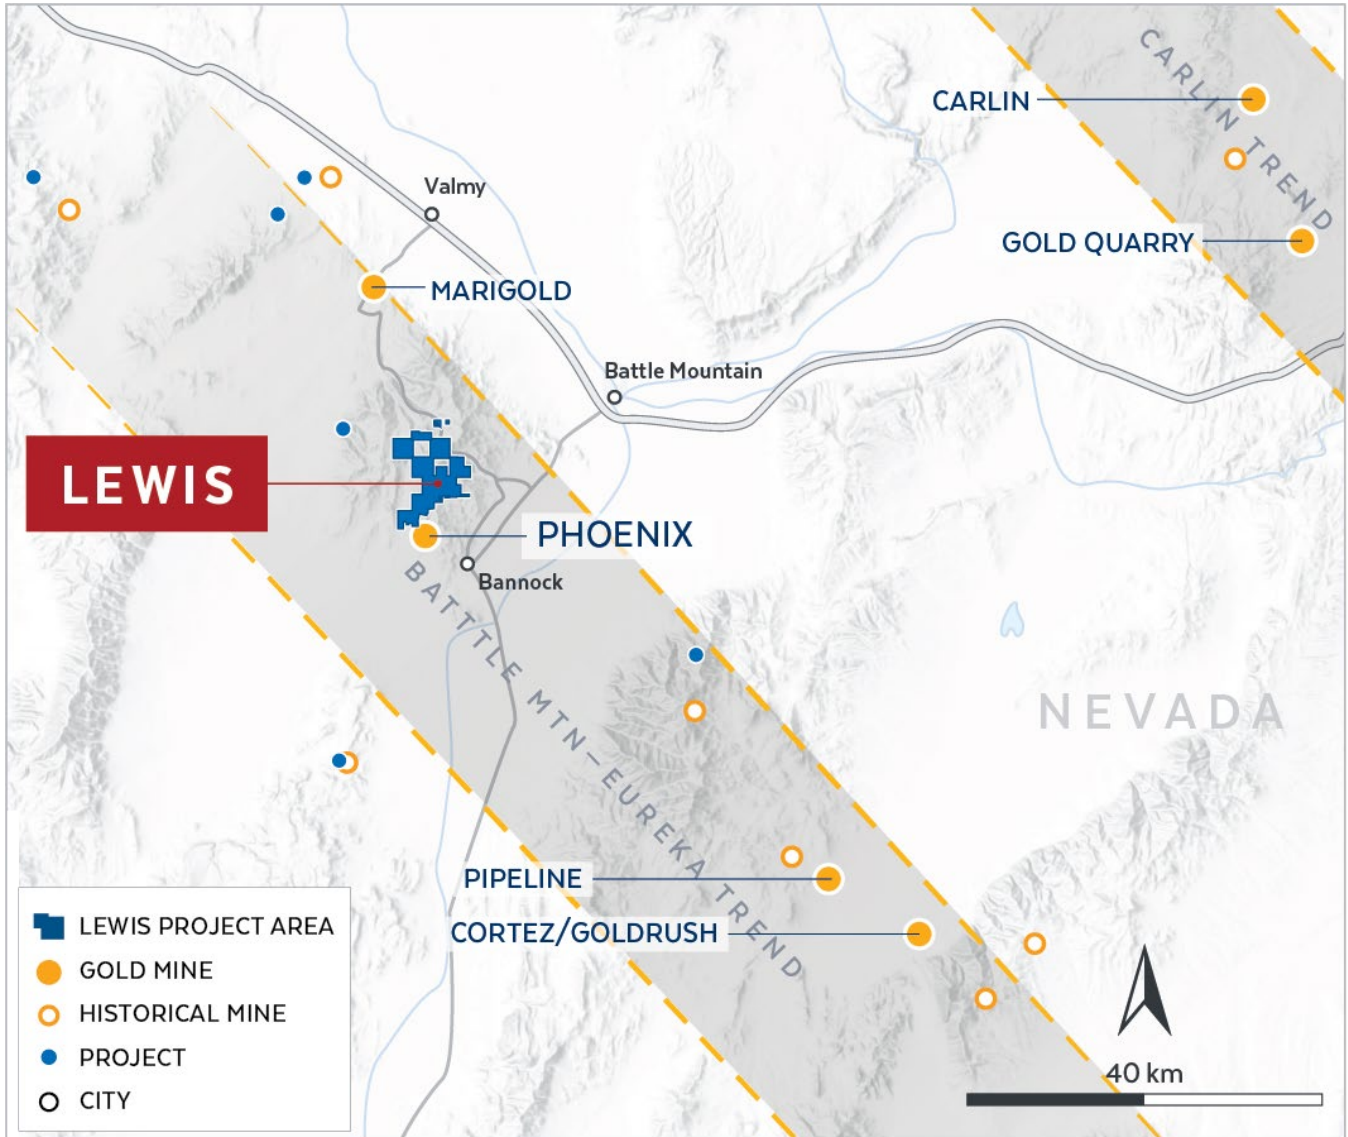 CARLIN TREND
CARLIN
Valmy
GOLD QUARRY
MARIGOLD
Battle Mountain
LEWIS
PHOENIX
Bannock
BATTTLE MTN–EUREKA TREND
NEVADA
PIPELINE
CORTEZ/GOLDRUSH
LEWIS PROJECT AREA
GOLD MINE
HISTORICAL MINE
PROJECT
CITY
40 km